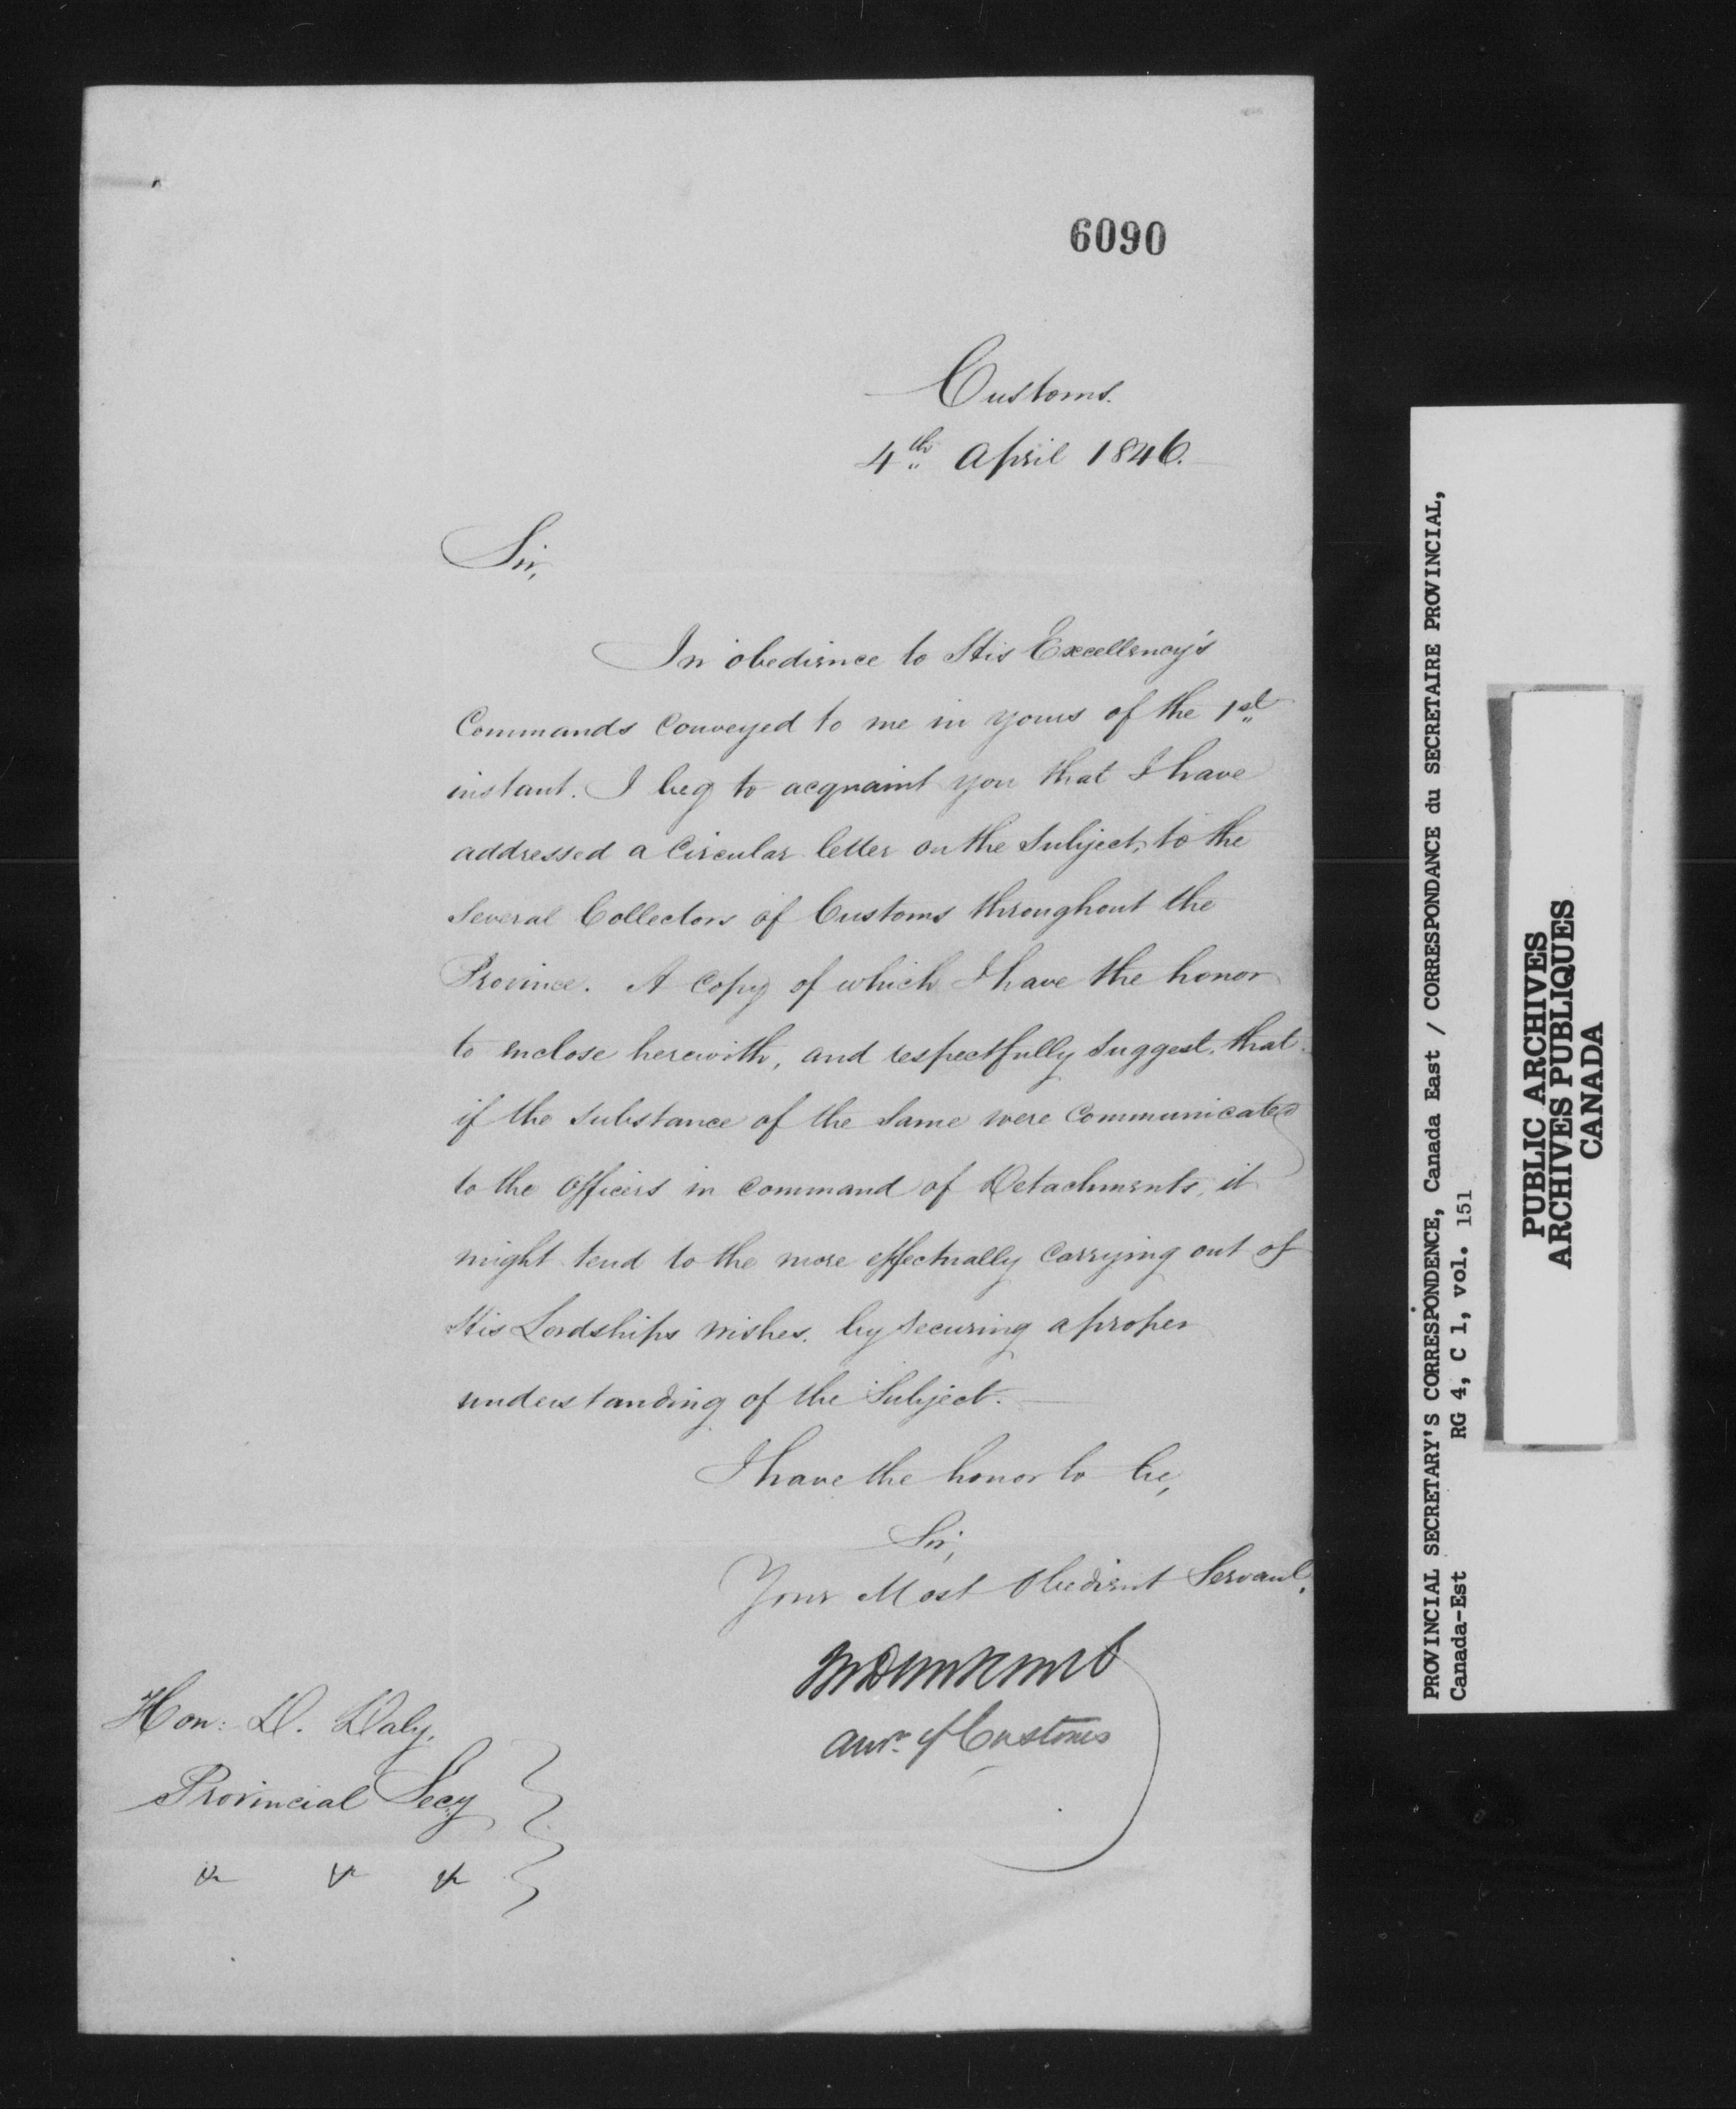 6090
Customs.
4th April 1846.
Sir,
In obedience to His Excellency's
Commands Conveyed to me in yours of the 1st
instant. I beg to acquaint you that I have
addressed a Circular letter on the Subject, to the
Several Collectors of Customs throughout the
Province. A Copy of which I have the honor
to enclose herewith, and respectfully suggest, that
if the substance of the Same were Communicated
to the Officers in Command of Detachments, it
might tend to the more effectually Carrying out of
His Lordships wishes. by securing a proper
understanding of the Subject.
I have the honor to be,
Sir,
Your Most Obedient Servant.
of Customs
Hon: D. Daly.
Provincial Secy
&c &c &c
PROVINCIAL SECRETARY'S CORRESPONDENCE, Canada East / CORRESPONDANCE du SECRETAIRE PROVINCIAL,
Canada-Est RG 4, C 1, vol. 151
PUBLIC ARCHIVES
ARCHIVES PUBLIQUES
CANADA